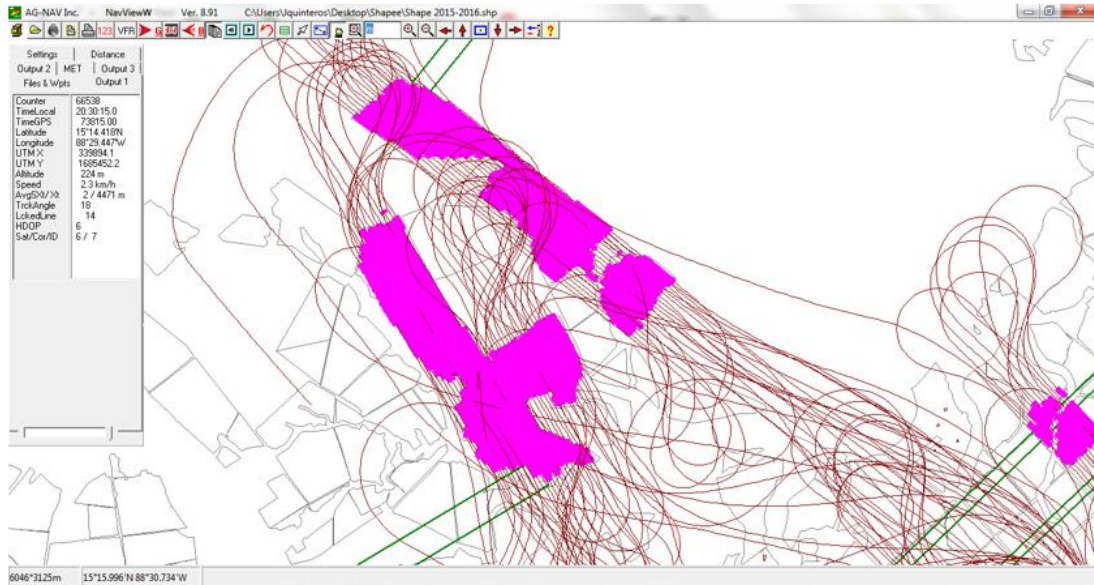 AG-NAV Inc. NavViewW Ver. 8.91 C:\Users\Jquinteros\Desktop\Shapee\Shape 2015-2016.shp
123 VFR
Settings Distance
Output 2 MET Output 3
Files & Wpts Output 1
Counter 66538
TimeLocal 20:30:15.0
TimeGPS 73815.00
Latitude 15°14.418'N
Longitude 88°29.447'W
UTM X 339894.1
UTM Y 1685452.2
Altitude 224 m
Speed 2.3 km/h
AvgSXt/Xt 2 / 4471 m
TrckAngle 18
LckedLine 14
HDOP 6
Sat/Cor/ID 6 / 7
6046*3125m 15°15.996'N 88°30.734'W